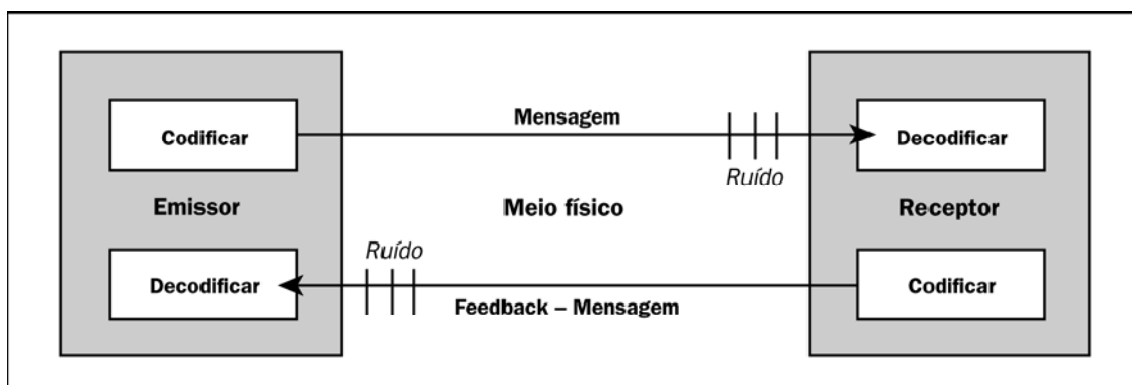 Codificar
Mensagem
Ruído
Decodificar
Emissor
Meio físico
Receptor
Decodificar
Ruído
Feedback – Mensagem
Codificar